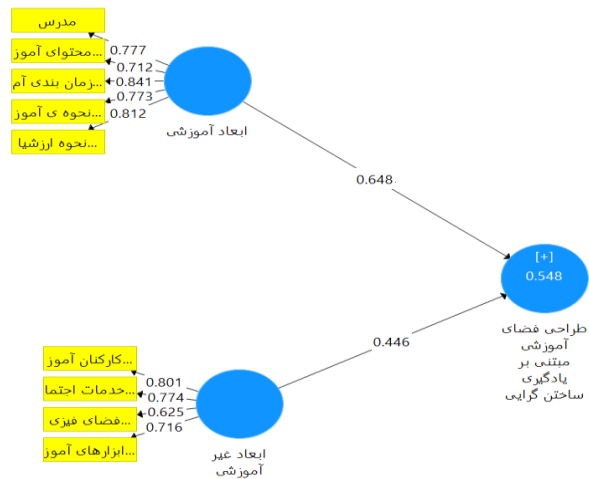 مدرس
...محتوای آموز
...زمان بندی آم
...نحوه ی آموز
...نحوه ارزشیا
0.777
0.712
0.841
0.773
0.812
ابعاد آموزشی
0.648
[+]
0.548
طراحی فضای
آموزشی
مبتنی بر
یادگیری
ساختن گرایی
0.446
...کارکنان آموز
...خدمات اجتما
...فضای فیزی
...ابزارهای آموز
0.801
0.774
0.625
0.716
ابعاد غیر
آموزشی